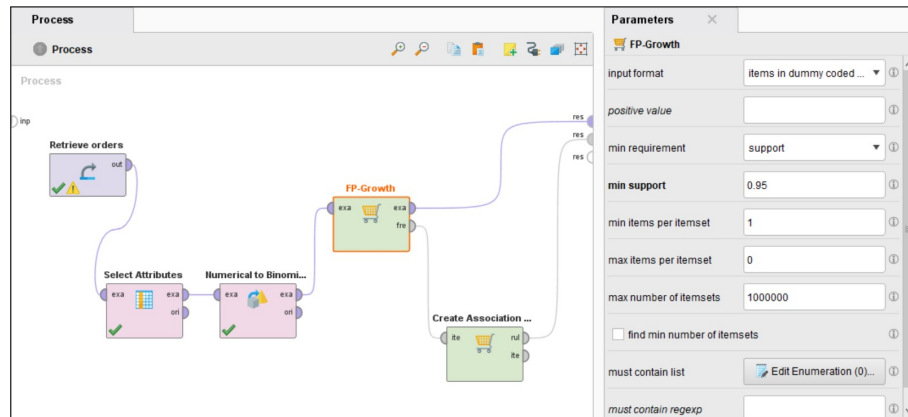 Process
Process
Process
inp
res
res
res
Retrieve orders
out
FP-Growth
exa
exa
fre
Select Attributes
exa
exa
ori
Numerical to Binomi...
exa
exa
ori
Create Association ...
ite
rul
ite
Parameters
FP-Growth
input format
items in dummy coded ...
positive value
min requirement
support
min support
0.95
min items per itemset
1
max items per itemset
0
max number of itemsets
1000000
find min number of itemsets
must contain list
Edit Enumeration (0)...
must contain regexp